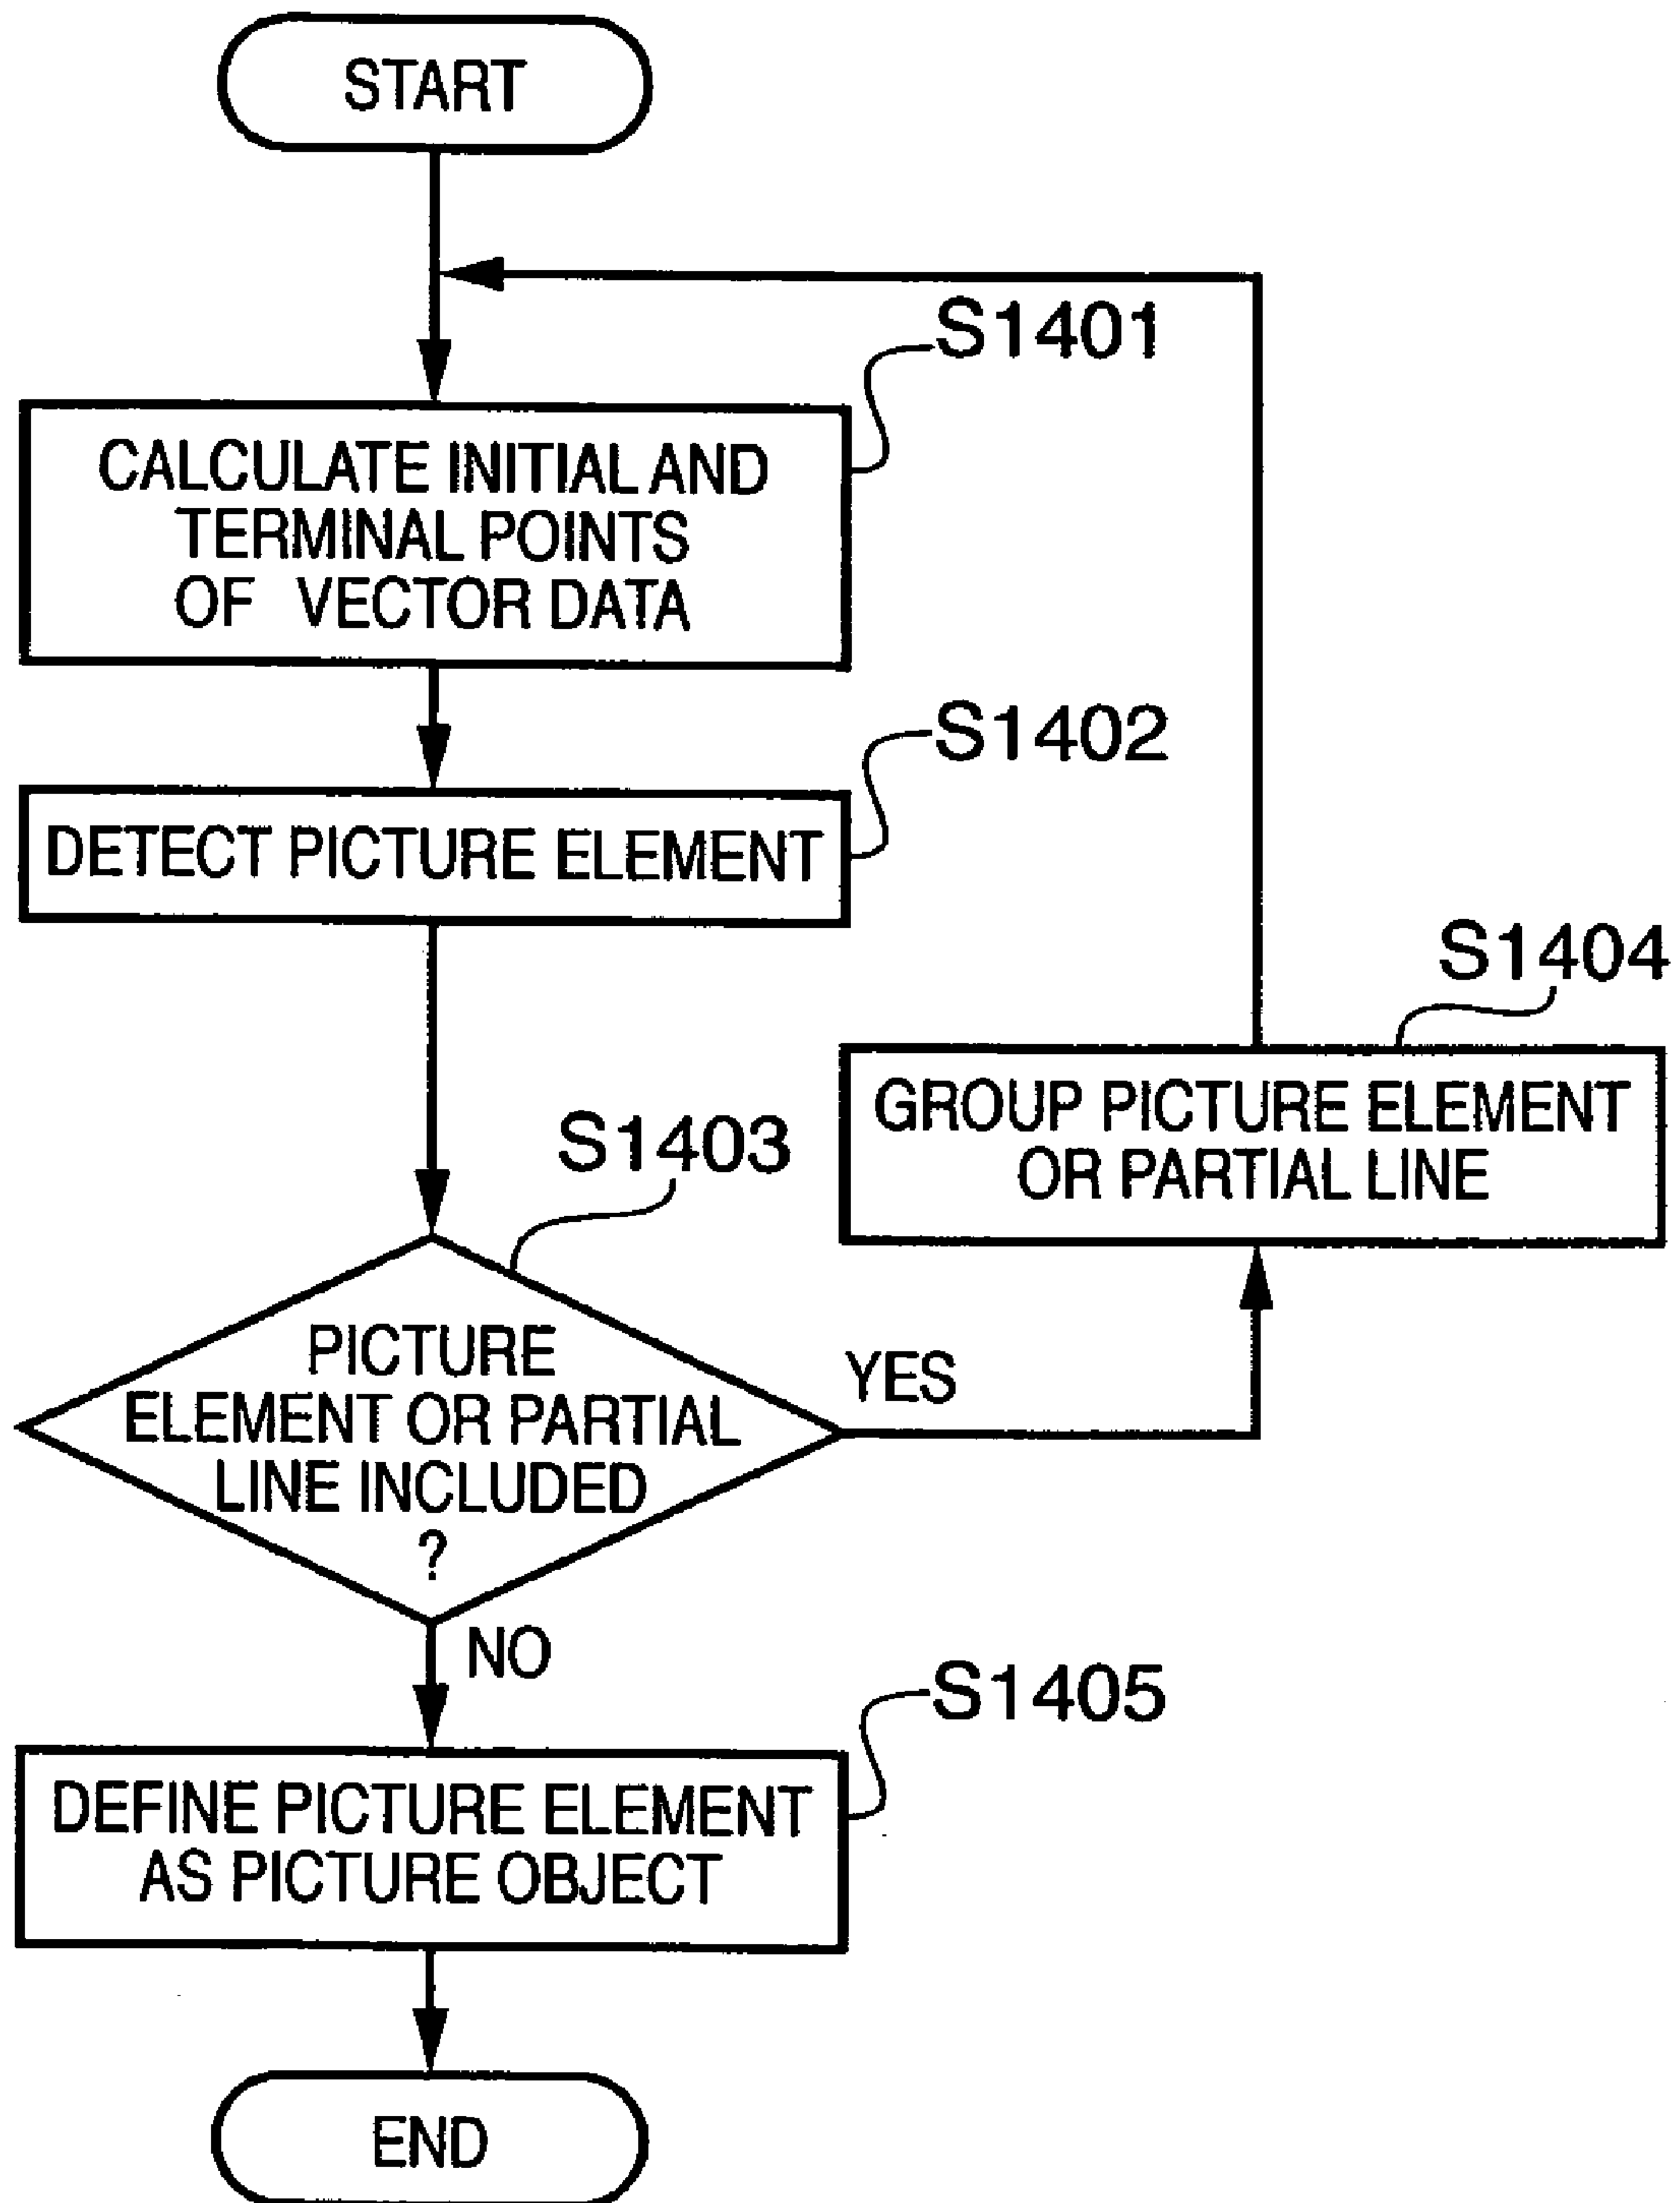 START
S1401
CALCULATE INITIAL AND
TERMINAL POINTS
OF VECTOR DATA
S1402
DETECT PICTURE ELEMENT
S1404
GROUP PICTURE ELEMENT
OR PARTIAL LINE
S1403
PICTURE
ELEMENT OR PARTIAL
LINE INCLUDED
?
YES
NO
S1405
DEFINE PICTURE ELEMENT
AS PICTURE OBJECT
END